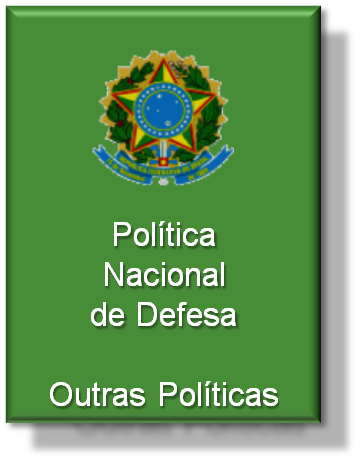 Política
Nacional
de Defesa
Outras Políticas